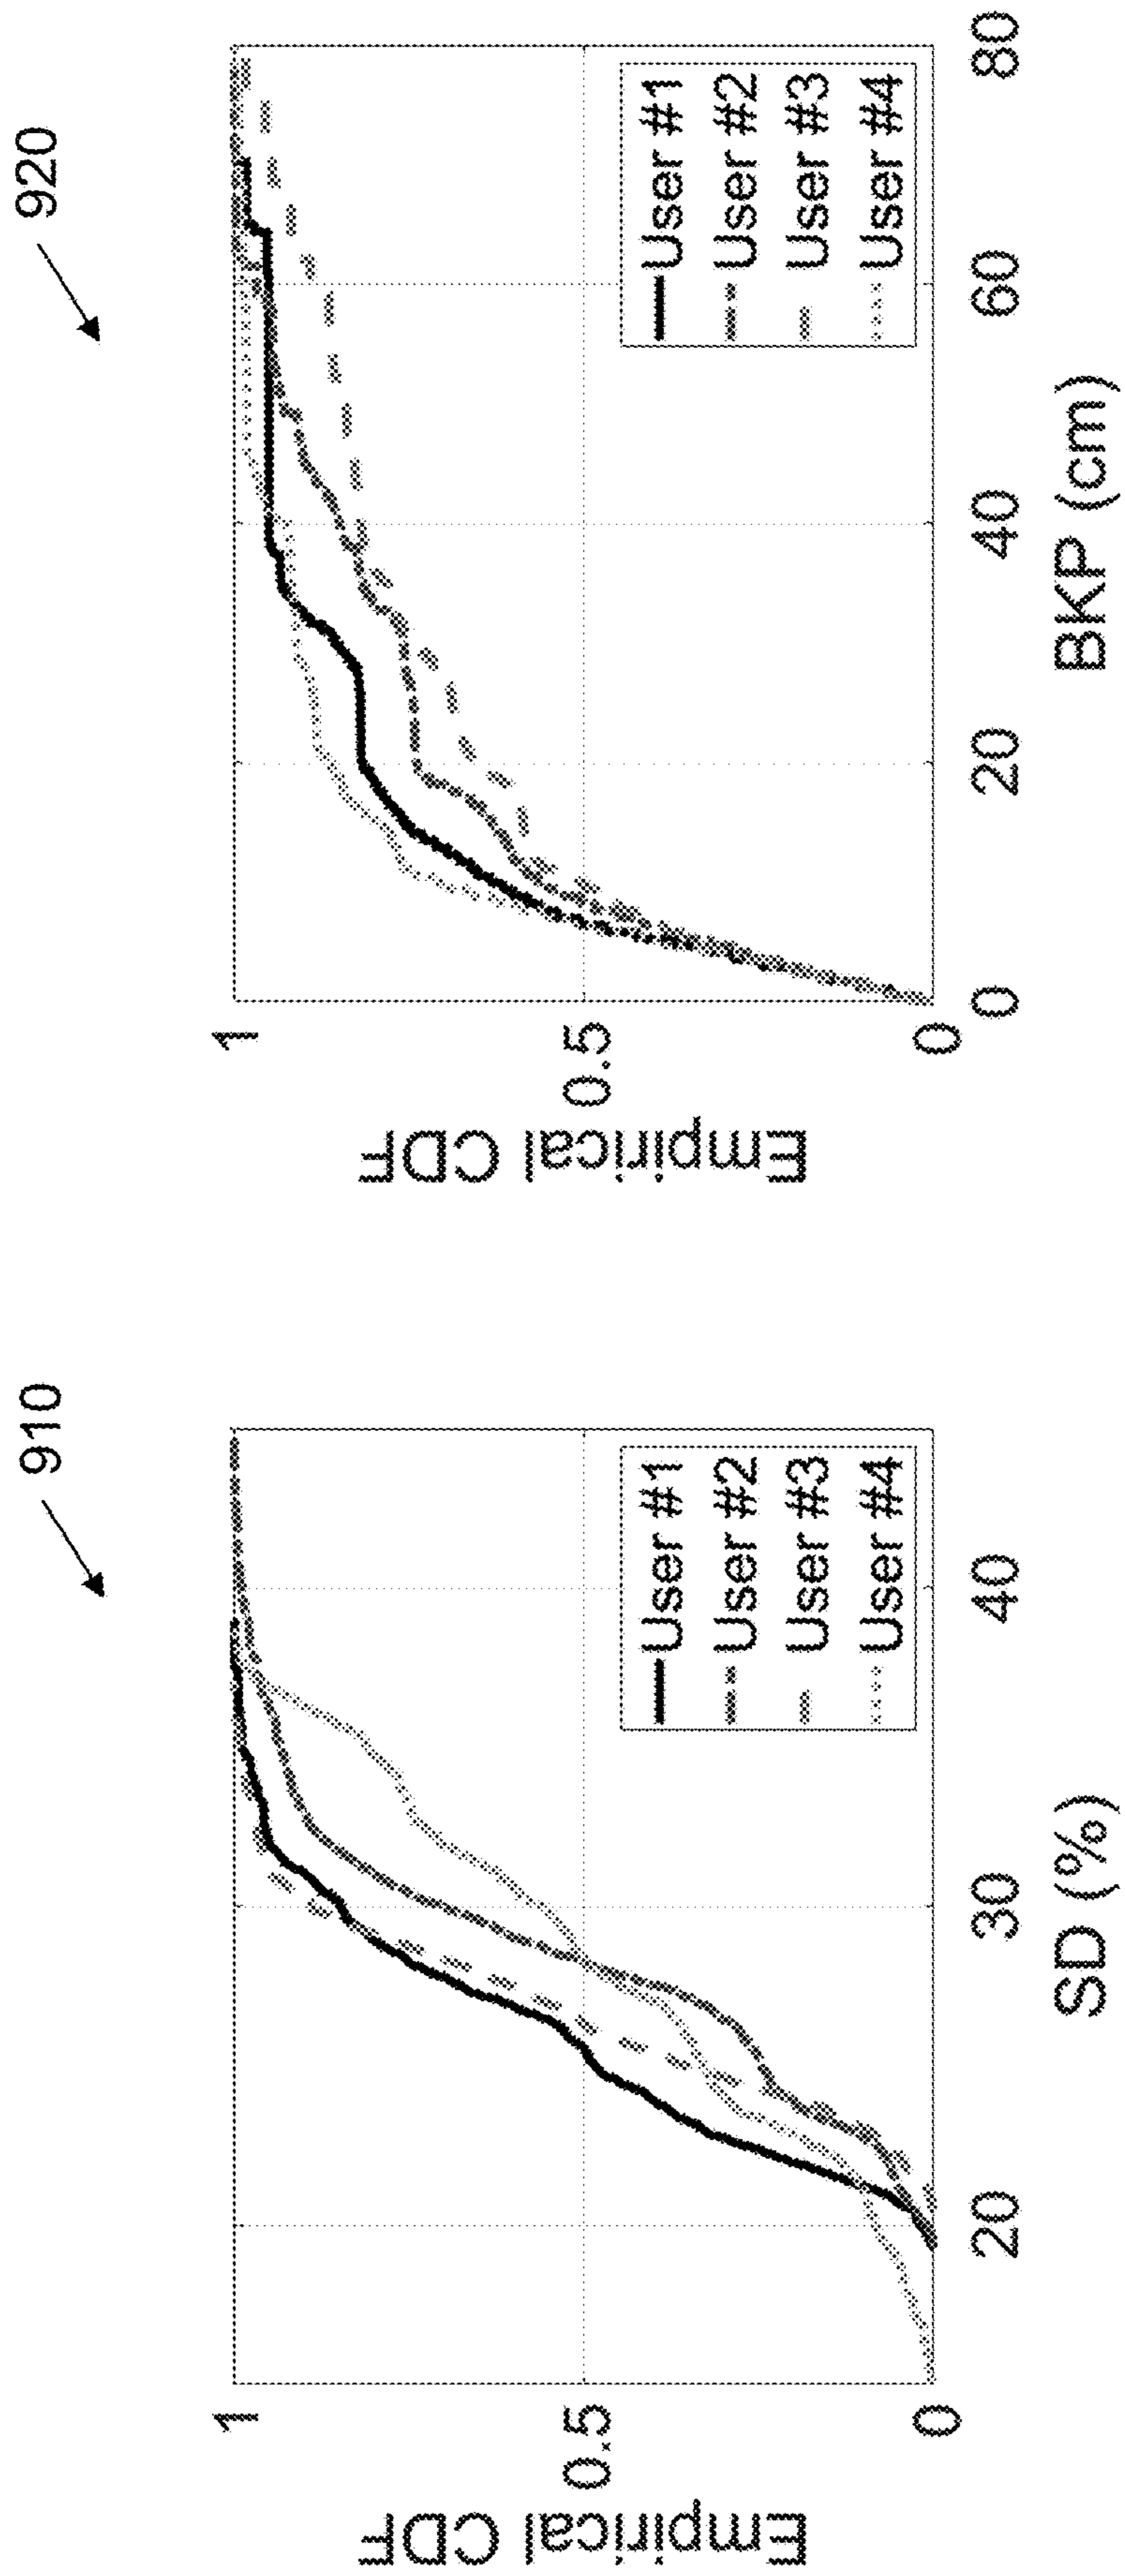 910
Empirical CDF
1
0.5
0
20
30
40
SD (%)
User #1
User #2
User #3
User #4
920
Empirical CDF
1
0.5
0
0
20
40
60
80
BKP (cm)
User #1
User #2
User #3
User #4